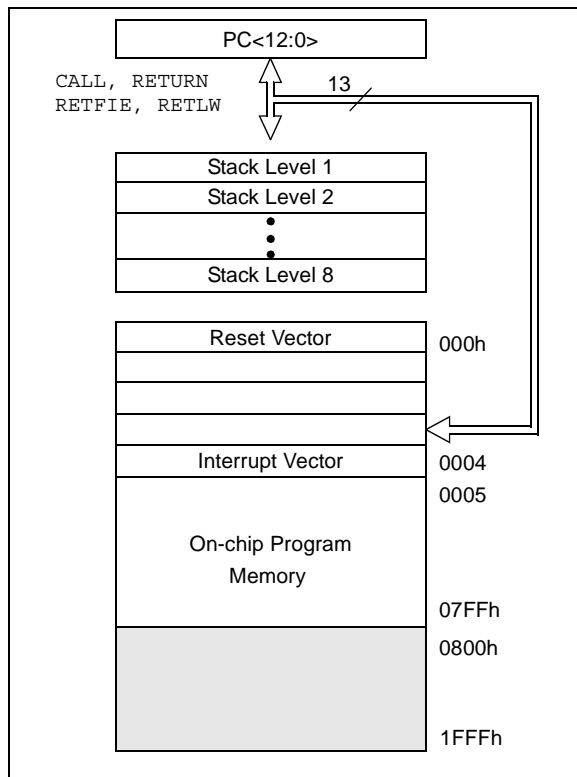 PC<12:0>
CALL, RETURN
RETFIE, RETLW
13
Stack Level 1
Stack Level 2
Stack Level 8
Reset Vector
000h
Interrupt Vector
0004
0005
On-chip Program
Memory
07FFh
0800h
1FFFh